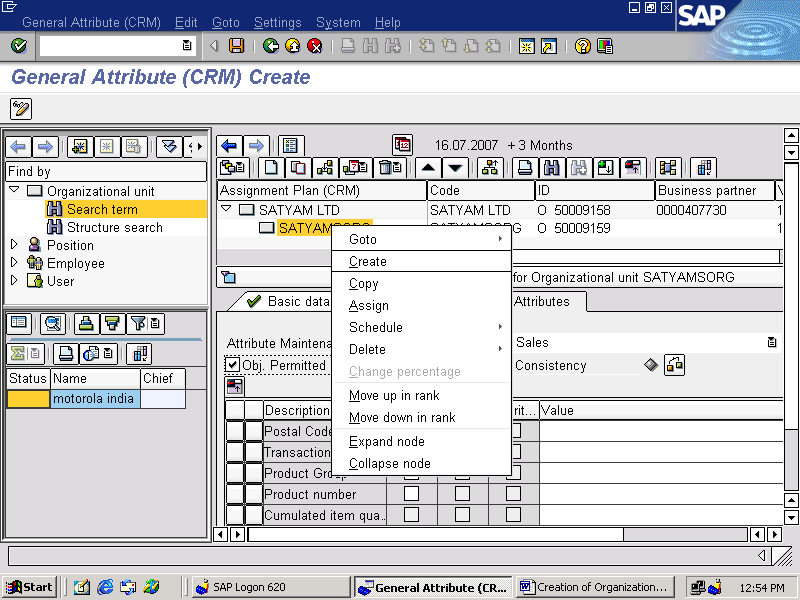 General Attribute (CRM) Edit Goto Settings System Help
SAP
General Attribute (CRM) Create
16.07.2007 + 3 Months
Find by
Organizational unit
Search term
Structure search
Position
Employee
User
Assignment Plan (CRM) Code ID Business partner
SATYAM LTD SATYAM LTD O 50009158 0000407730 1
SATYAMSORG O 50009159 1
Goto
Create
Copy
Assign
Schedule
Delete
Change percentage
Move up in rank
Move down in rank
Expand node
Collapse node
for Organizational unit SATYAMSORG
Basic data
Attributes
Attribute Maintena
Sales
Obj. Permitted
Consistency
Status Name Chief
motorola india
Description rit... Value
Postal Code
Transaction
Product Group
Product number
Cumulated item qua..
Start SAP Logon 620 General Attribute (CR... Creation of Organization... 12:54 PM